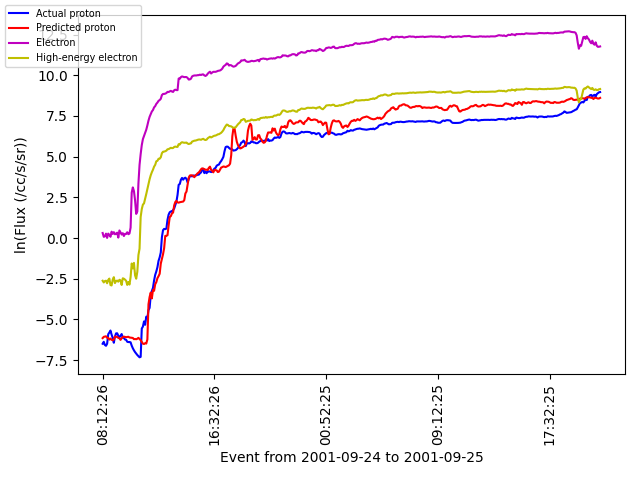 Actual proton
Predicted proton
Electron
High-energy electron
12.5
10.0
7.5
5.0
2.5
0.0
−2.5
−5.0
−7.5
ln(Flux (/cc/s/sr))
08:12:26
16:32:26
00:52:25
09:12:25
17:32:25
Event from 2001-09-24 to 2001-09-25